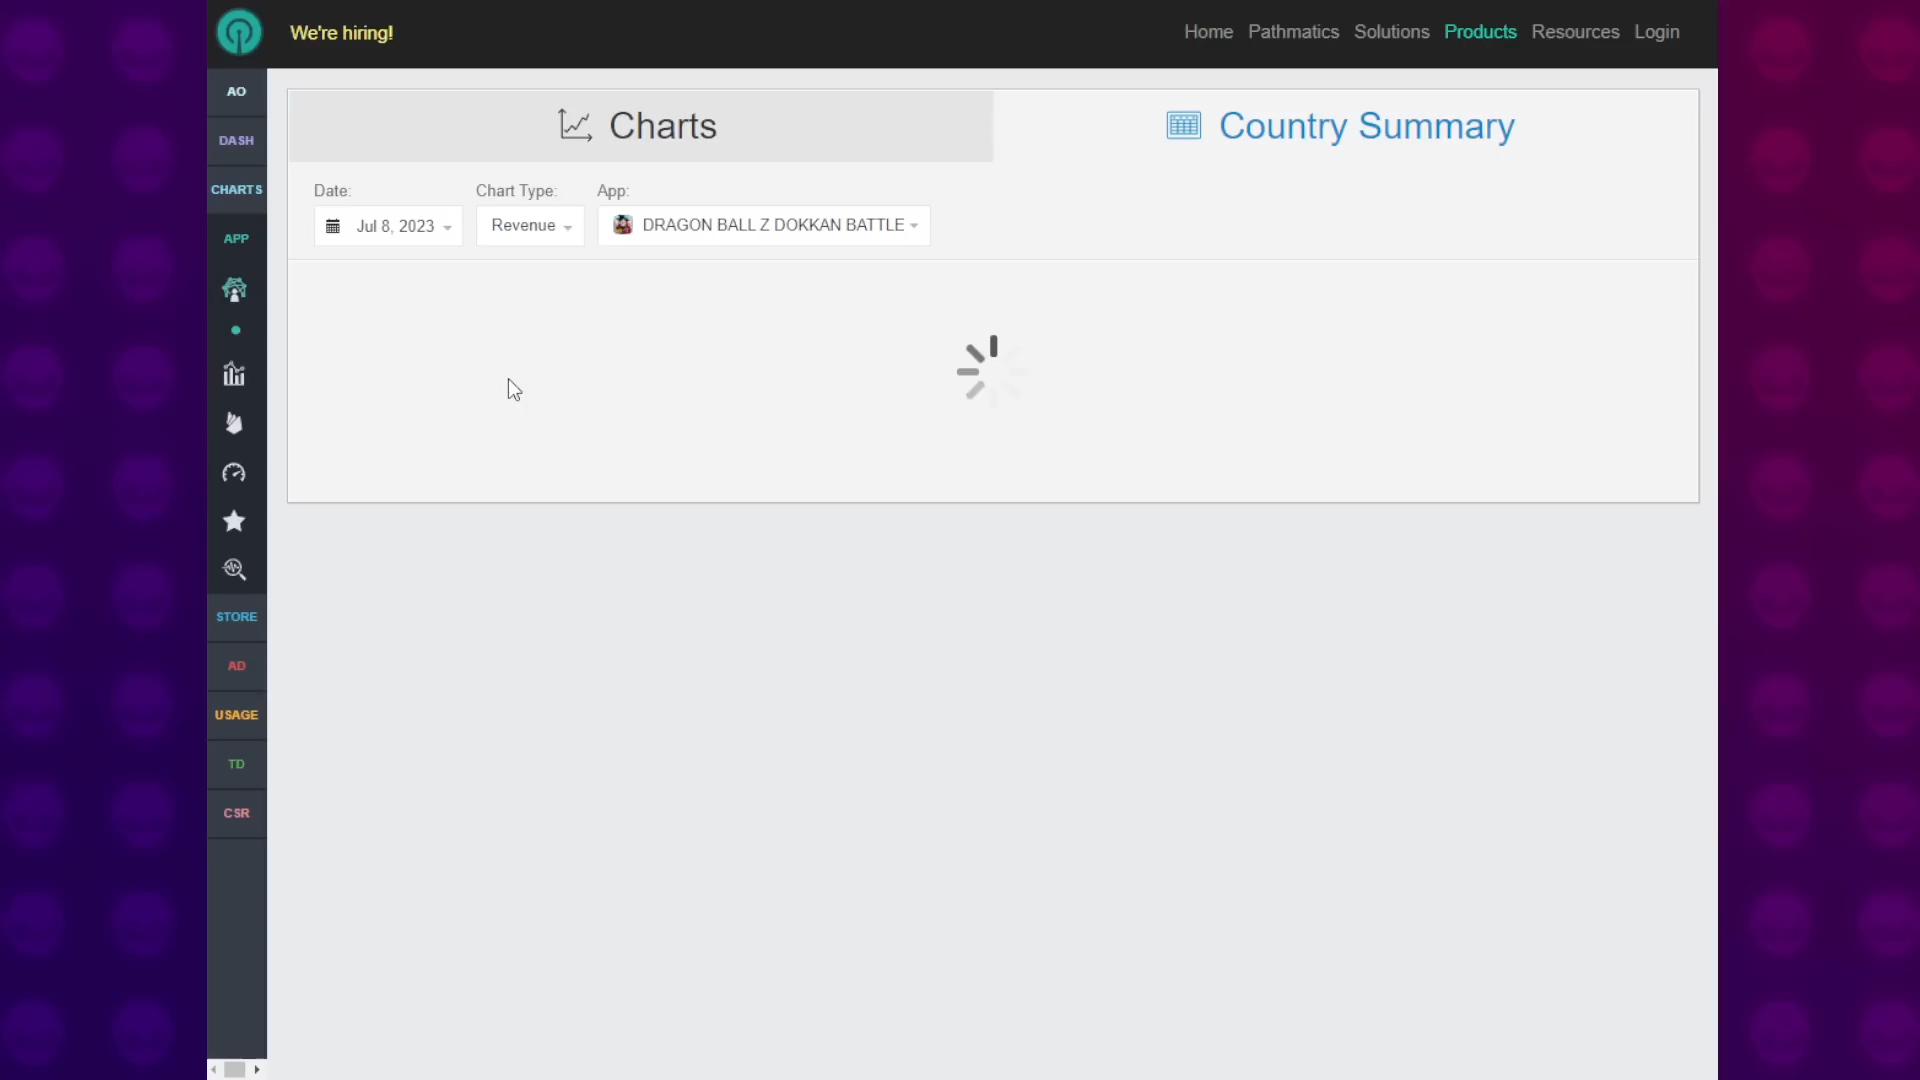 We're hiring!
Home Pathmatics Solutions Products Resources Login
AO
DASH
CHARTS
APP
STORE
AD
USAGE
TD
CSR
Charts
Country Summary
Date: Chart Type: App:
Jul 8, 2023 Revenue DRAGON BALL Z DOKKAN BATTLE